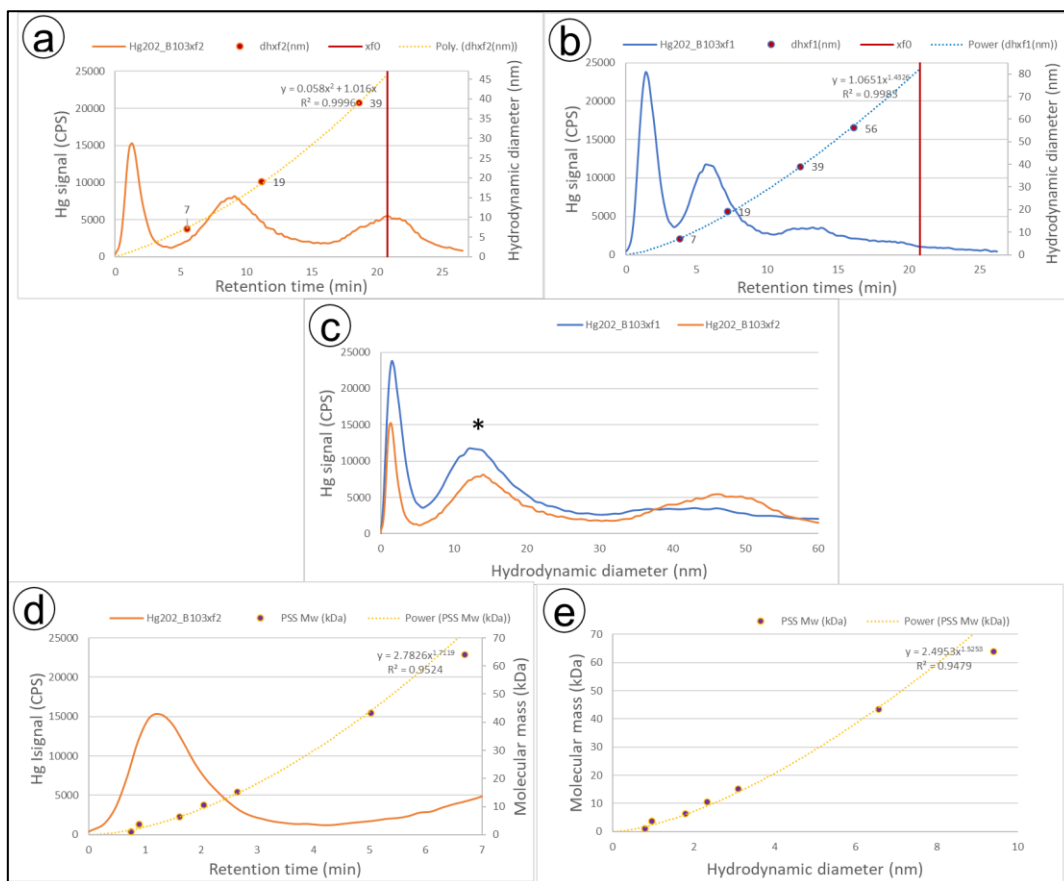 a
Hg202_B103xf2 dhxf2(nm) xf0 Poly. (dhxf2(nm))
y = 0.058x² + 1.016x
R² = 0.9996
7
19
39
25000
20000
15000
10000
5000
0
45
40
35
30
25
20
15
10
5
0
0 5 10 15 20 25
Hg signal (CPS)
Hydrodynamic diameter (nm)
Retention time (min)
b
Hg202_B103xf1 dhxf1(nm) xf0 Power (dhxf1(nm))
y = 1.0651x^1.4326
R² = 0.9983
7
19
39
56
25000
20000
15000
10000
5000
0
80
70
60
50
40
30
20
10
0
0 5 10 15 20 25
Hg signal (CPS)
Hydrodynamic diameter (nm)
Retention times (min)
c
Hg202_B103xf1 Hg202_B103xf2
*
25000
20000
15000
10000
5000
0
0 10 20 30 40 50 60
Hg signal (CPS)
Hydrodynamic diameter (nm)
d
Hg202_B103xf2 PSS Mw (kDa) Power (PSS Mw (kDa))
R² = 0.9524
25000
20000
15000
10000
5000
0
70
60
50
40
30
20
10
0
0 1 2 3 4 5 6 7
Hg Isignal (CPS)
Molecular mass (kDa)
Retention time (min)
e
PSS Mw (kDa) Power (PSS Mw (kDa))
R² = 0.9479
70
60
50
40
30
20
10
0
0 2 4 6 8 10
Molecular mass (kDa)
Hydrodynamic diameter (nm)